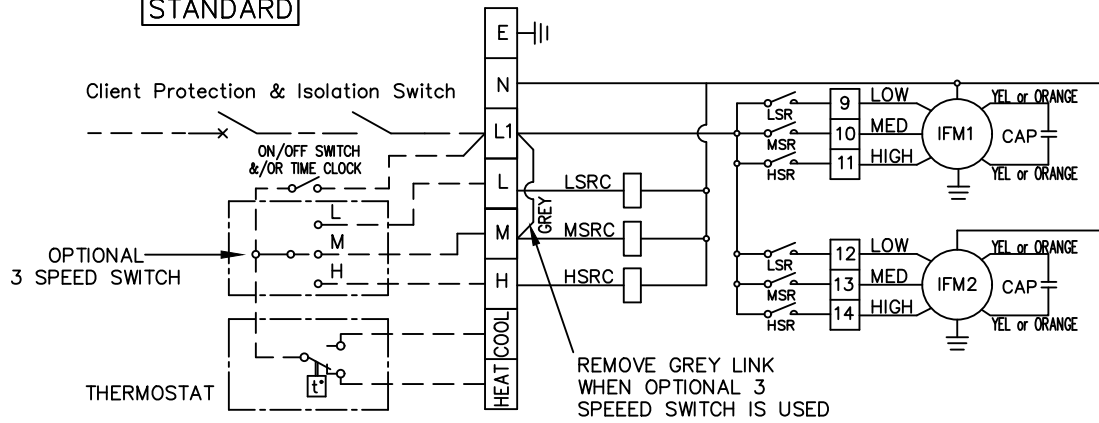 STANDARD
E
N
Client Protection & Isolation Switch
L1
ON/OFF SWITCH
&/OR TIME CLOCK
L
M
H
OPTIONAL
3 SPEED SWITCH
THERMOSTAT
t°
L
M
H
COOL
HEAT
GREY
LSRC
MSRC
HSRC
REMOVE GREY LINK
WHEN OPTIONAL 3
SPEEED SWITCH IS USED
LSR
MSR
HSR
9
10
11
LOW
MED
HIGH
IFM1
YEL or ORANGE
CAP
YEL or ORANGE
LSR
MSR
HSR
12
13
14
LOW
MED
HIGH
IFM2
YEL or ORANGE
CAP
YEL or ORANGE